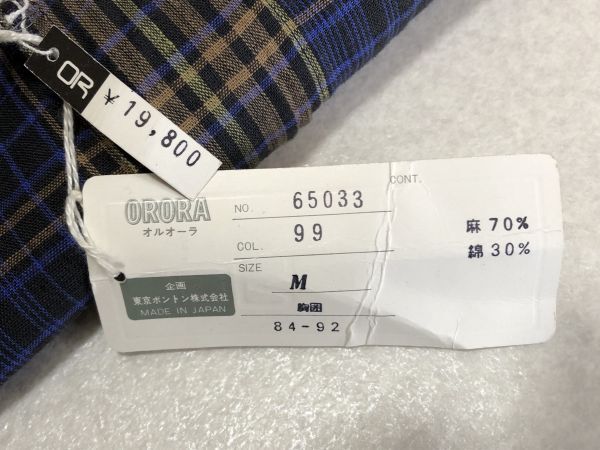 OR
¥19,800
ORORA
オルオーラ
企画
東京ボントン株式会社
MADE IN JAPAN
NO. 65033
COL. 99
SIZE M
胸囲
84-92
CONT.
麻 70%
綿 30%